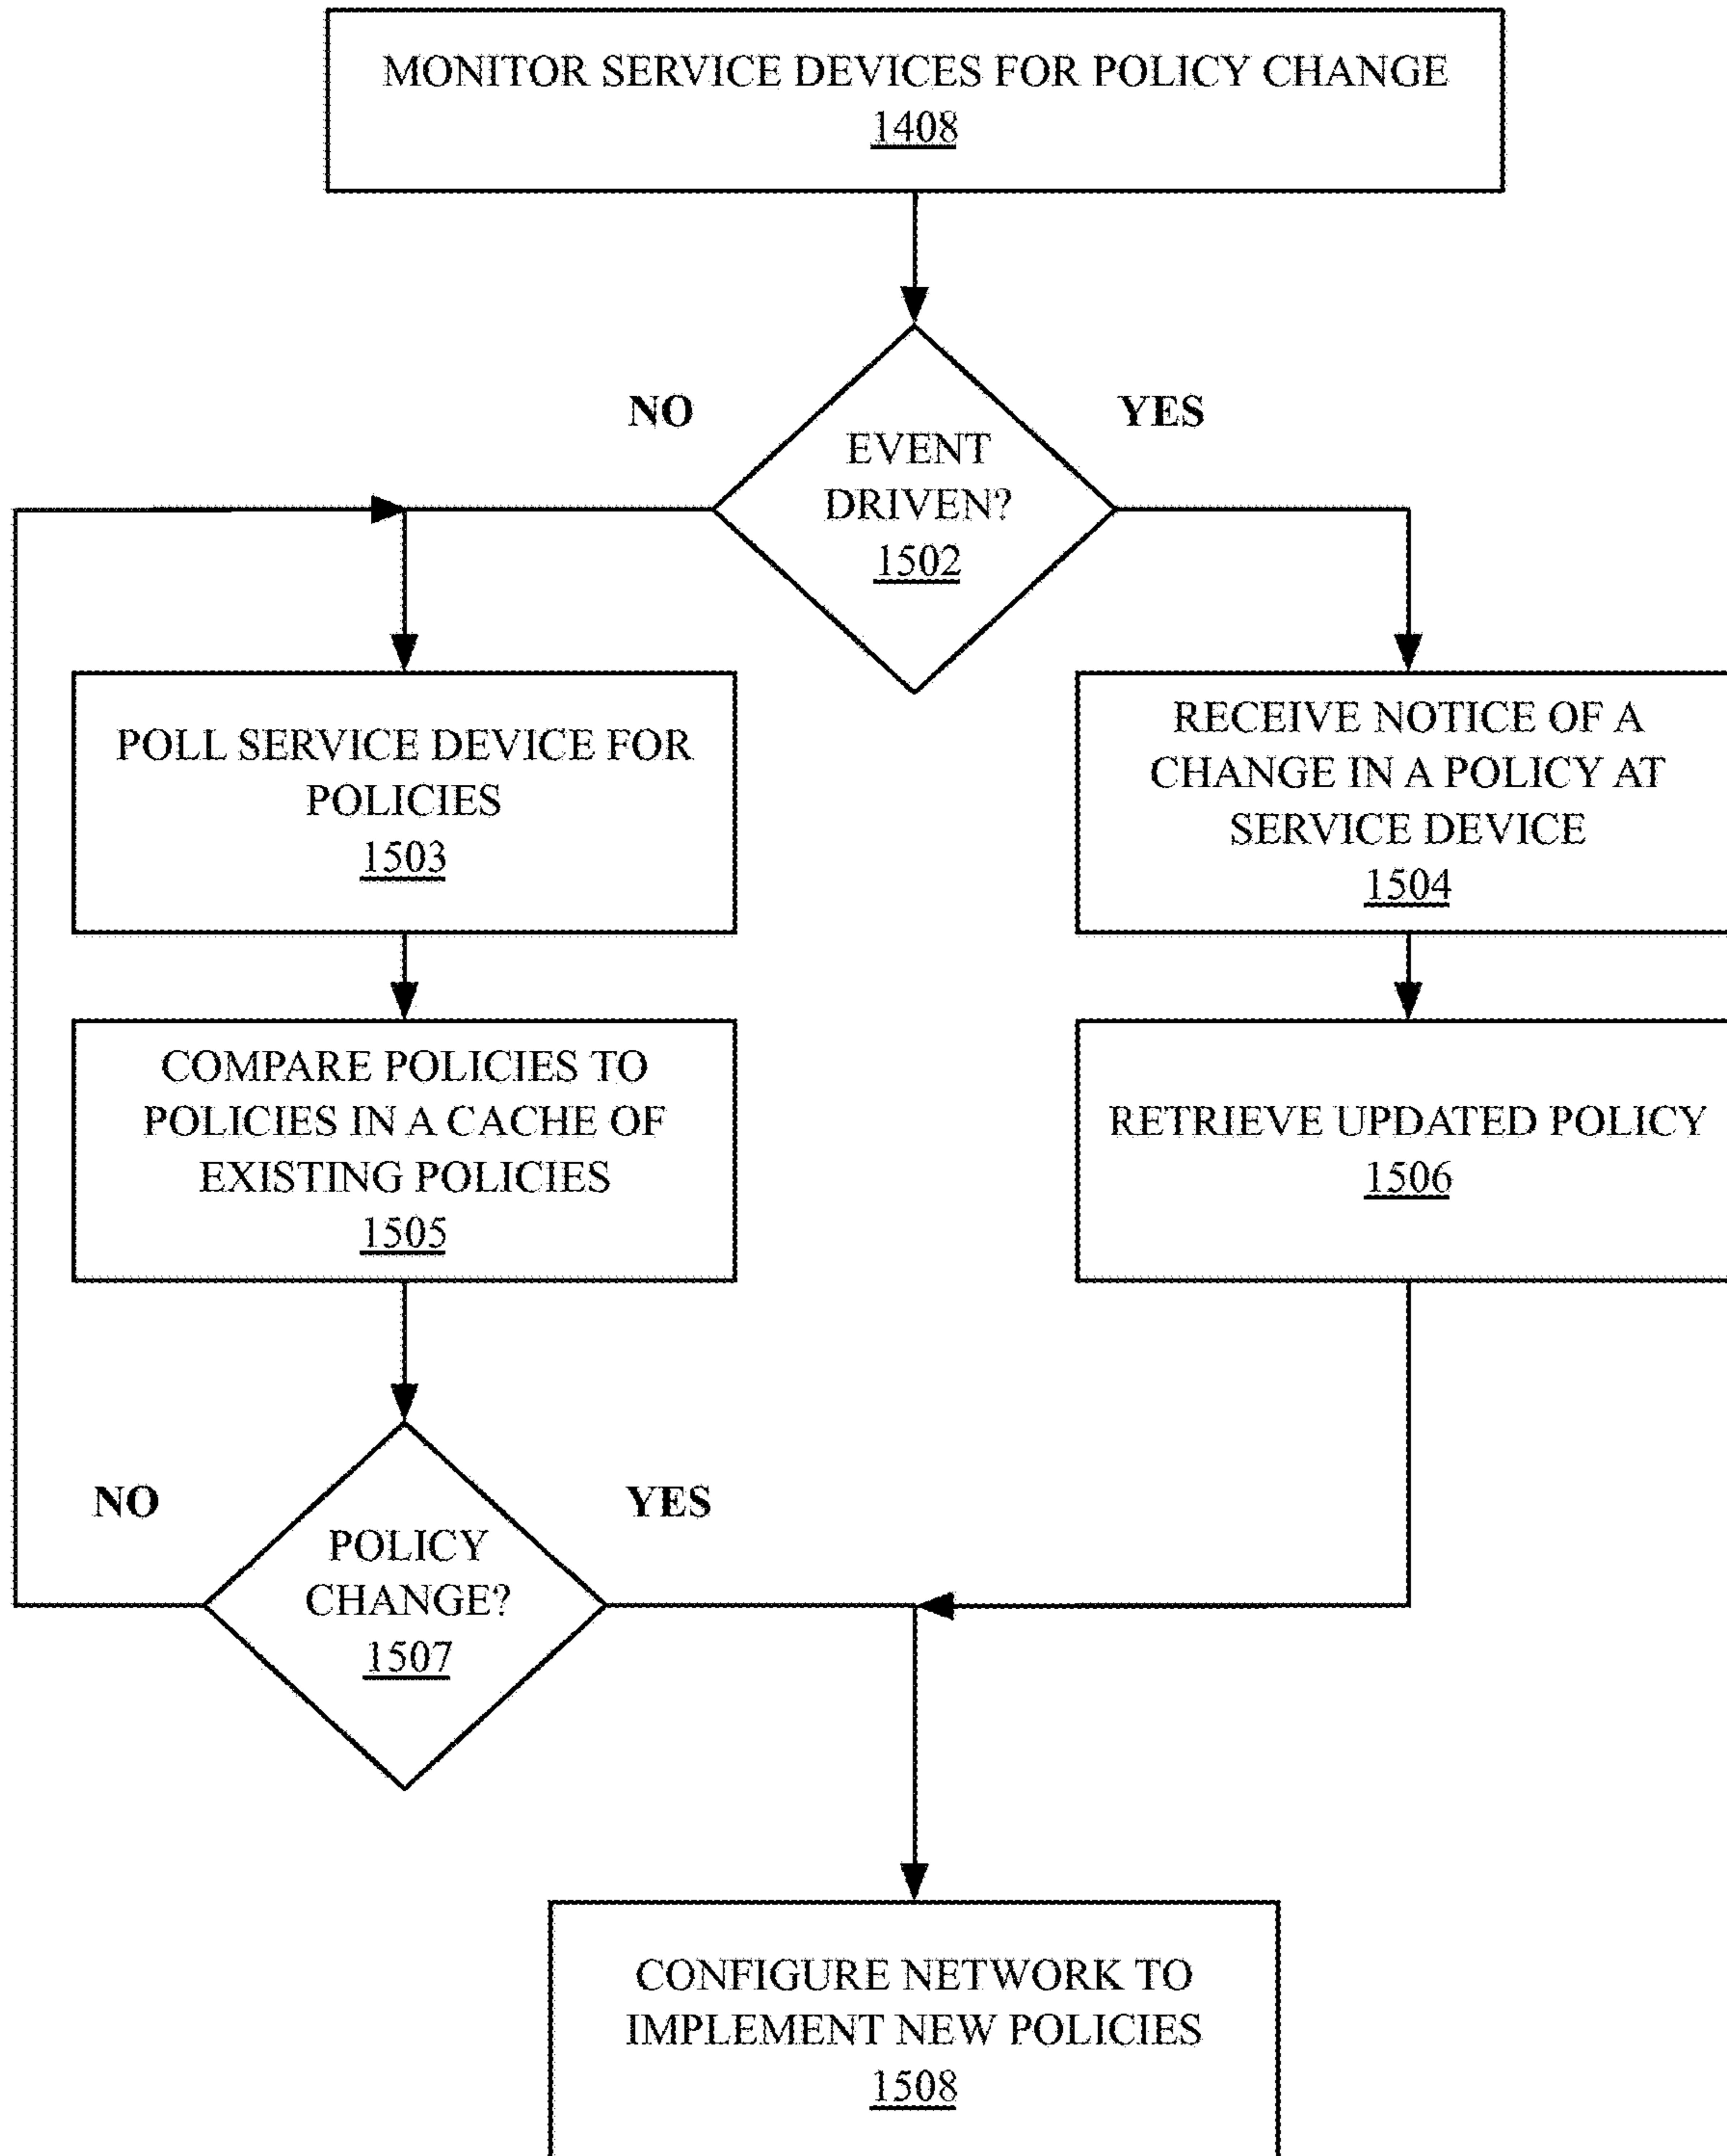 MONITOR SERVICE DEVICES FOR POLICY CHANGE
1408
NO
YES
EVENT
DRIVEN?
1502
POLL SERVICE DEVICE FOR
POLICIES
1503
RECEIVE NOTICE OF A
CHANGE IN A POLICY AT
SERVICE DEVICE
1504
COMPARE POLICIES TO
POLICIES IN A CACHE OF
EXISTING POLICIES
1505
RETRIEVE UPDATED POLICY
1506
NO
YES
POLICY
CHANGE?
1507
CONFIGURE NETWORK TO
IMPLEMENT NEW POLICIES
1508